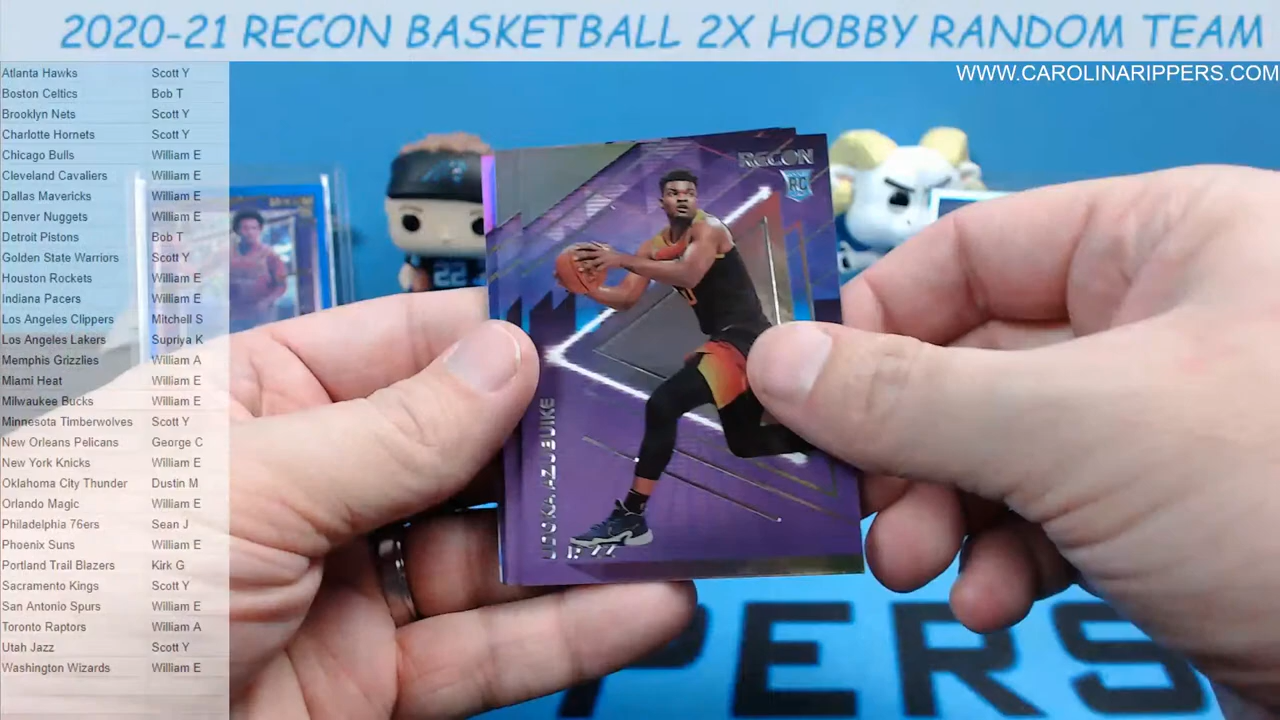 2020-21 RECON BASKETBALL 2X HOBBY RANDOM TEAM
WWW.CAROLINARIPPERS.COM
Atlanta Hawks Scott Y
Boston Celtics Bob T
Brooklyn Nets Scott Y
Charlotte Hornets Scott Y
Chicago Bulls William E
Cleveland Cavaliers William E
Dallas Mavericks William E
Denver Nuggets William E
Detroit Pistons Bob T
Golden State Warriors Scott Y
Houston Rockets William E
Indiana Pacers William E
Los Angeles Clippers Mitchell S
Los Angeles Lakers Supriya K
Memphis Grizzlies William A
Miami Heat William E
Milwaukee Bucks William E
Minnesota Timberwolves Scott Y
New Orleans Pelicans George C
New York Knicks William E
Oklahoma City Thunder Dustin M
Orlando Magic William E
Philadelphia 76ers Sean J
Phoenix Suns William E
Portland Trail Blazers Kirk G
Sacramento Kings Scott Y
San Antonio Spurs William E
Toronto Raptors William A
Utah Jazz Scott Y
Washington Wizards William E
RECON
RC
UDOKA AZUBUIKE
22
PERS